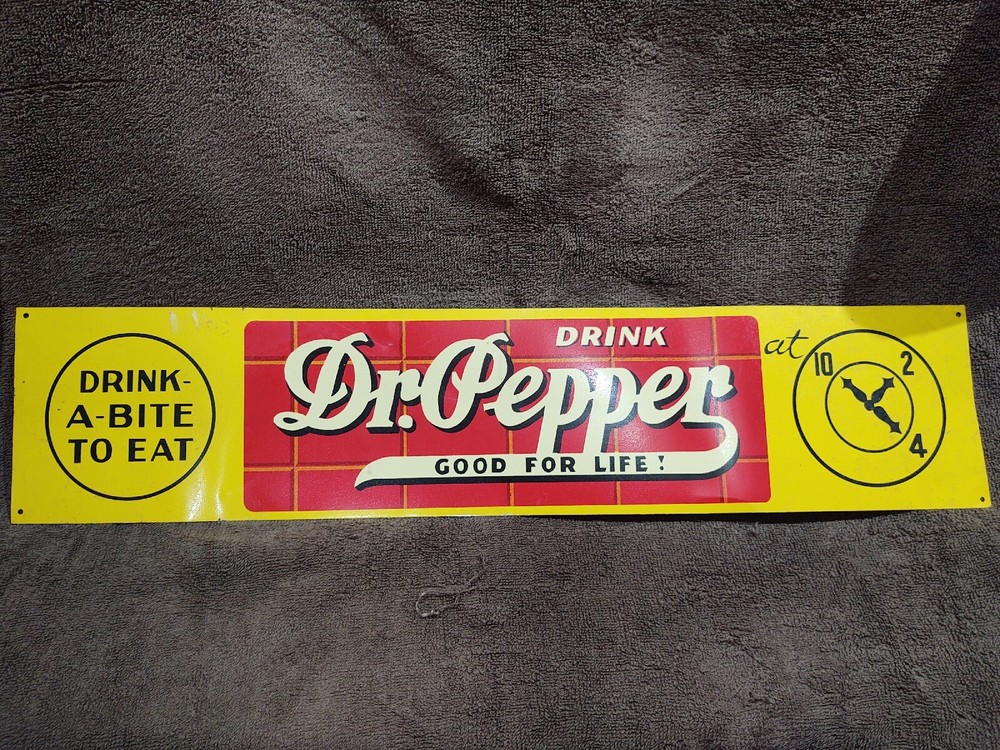 DRINK-
A-BITE
TO EAT
DRINK
Dr. Pepper
GOOD FOR LIFE!
at
10 2
4